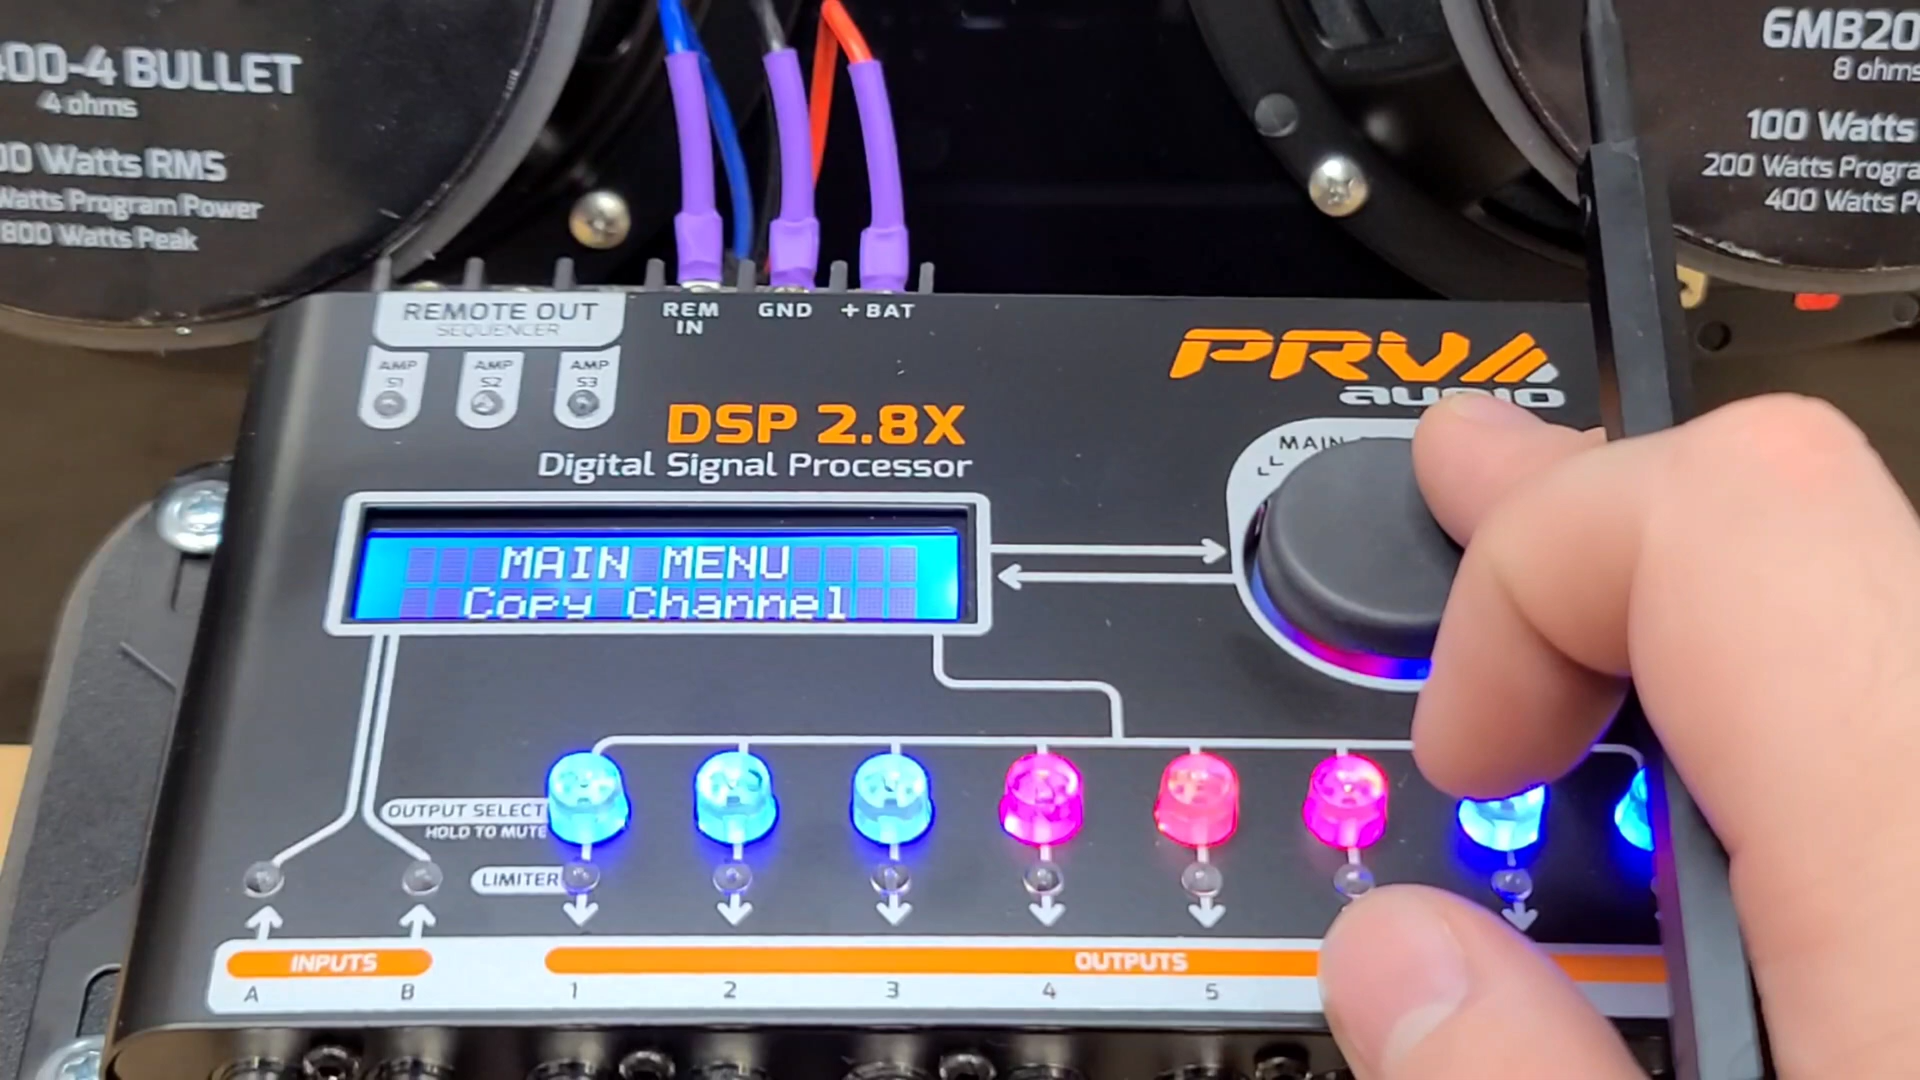 400-4 BULLET
4 ohms
Watts RMS
Watts Program Power
800 Watts Peak
6MB20
8 ohms
100 Watts
200 Watts Progra
400 Watts P
REMOTE OUT
SEQUENCER
AMP S1
AMP S2
AMP S3
REM IN
GND
+ BAT
PRV
audio
DSP 2.8X
Digital Signal Processor
MAIN
MAIN MENU
Copy Channel
OUTPUT SELECT
HOLD TO MUTE
LIMITER
INPUTS
OUTPUTS
A B 1 2 3 4 5